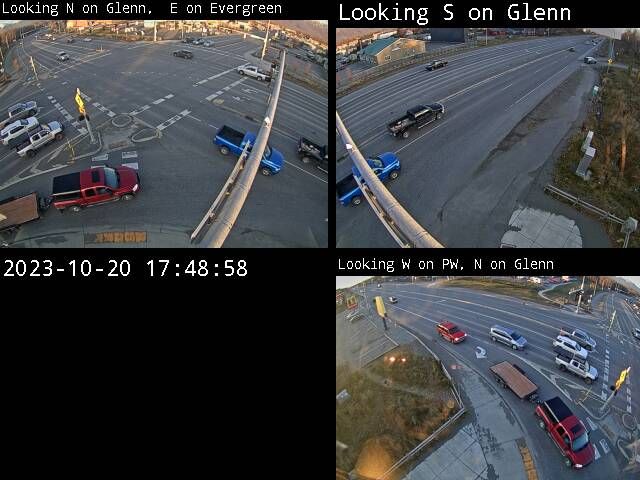 Looking N on Glenn,  E on Evergreen
Looking S on Glenn
2023-10-20 17:48:58
Looking W on PW, N on Glenn